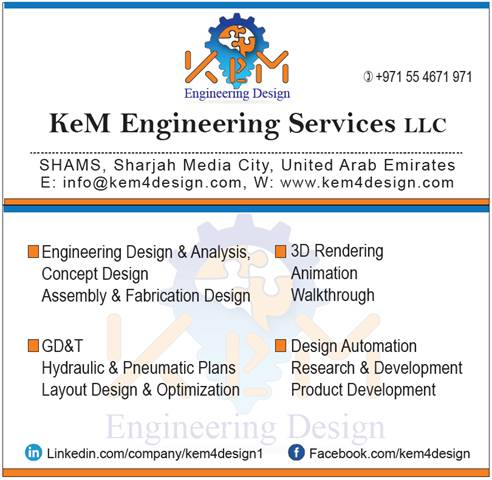 KeM
Engineering Design
+971 55 4671 971
KeM Engineering Services LLC
SHAMS, Sharjah Media City, United Arab Emirates
E: info@kem4design.com, W: www.kem4design.com
Engineering Design & Analysis,
Concept Design
Assembly & Fabrication Design
3D Rendering
Animation
Walkthrough
GD&T
Hydraulic & Pneumatic Plans
Layout Design & Optimization
Design Automation
Research & Development
Product Development
KeM
Engineering Design
Linkedin.com/company/kem4design1
Facebook.com/kem4design